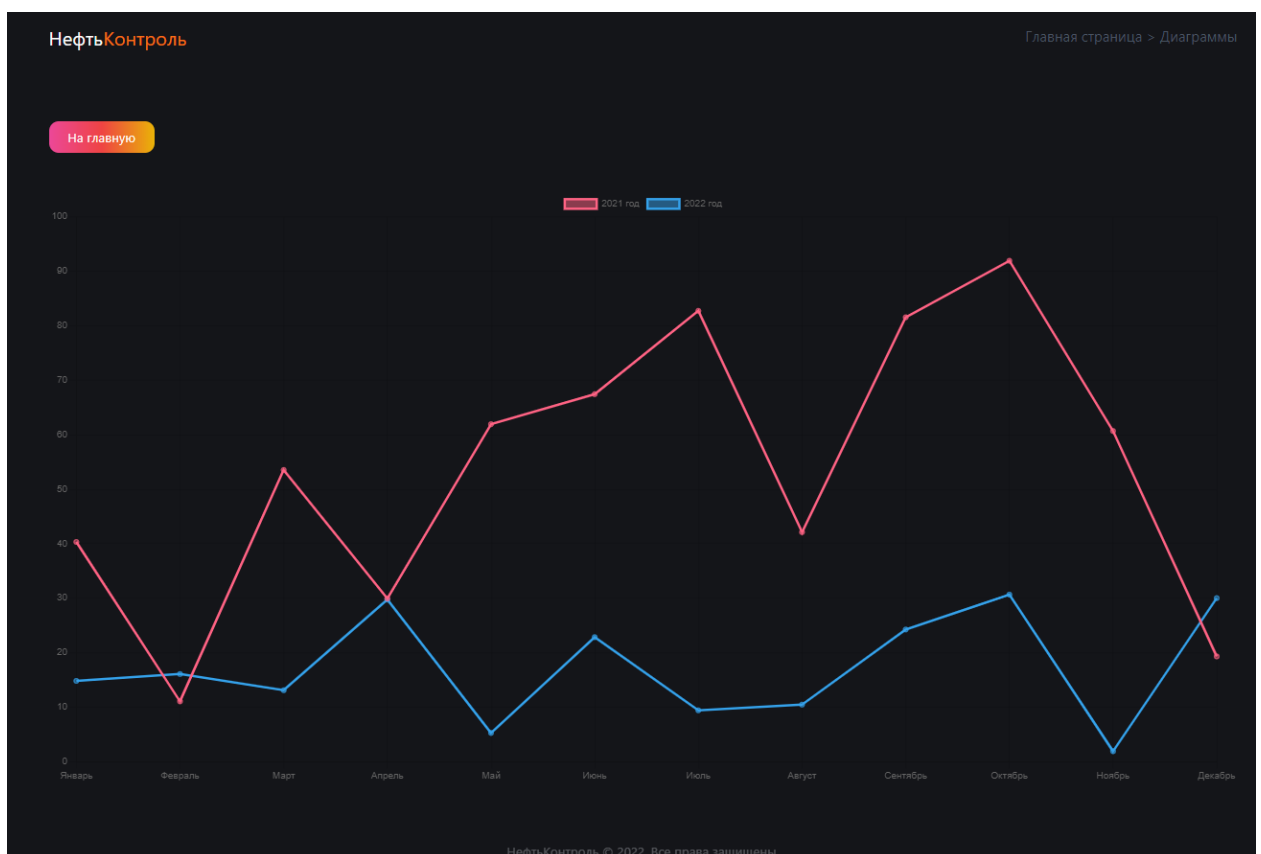 НефтьКонтроль
Главная страница > Диаграммы
На главную
2021 год 2022 год
100
90
80
70
60
50
40
30
20
10
0
Январь Февраль Март Апрель Май Июнь Июль Август Сентябрь Октябрь Ноябрь Декабрь
НефтьКонтроль © 2022. Все права защищены